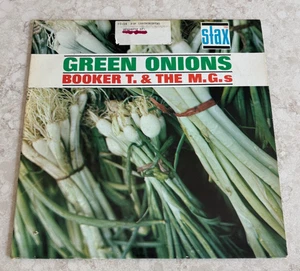 stax
GREEN ONIONS
BOOKER T. & THE M.G.s